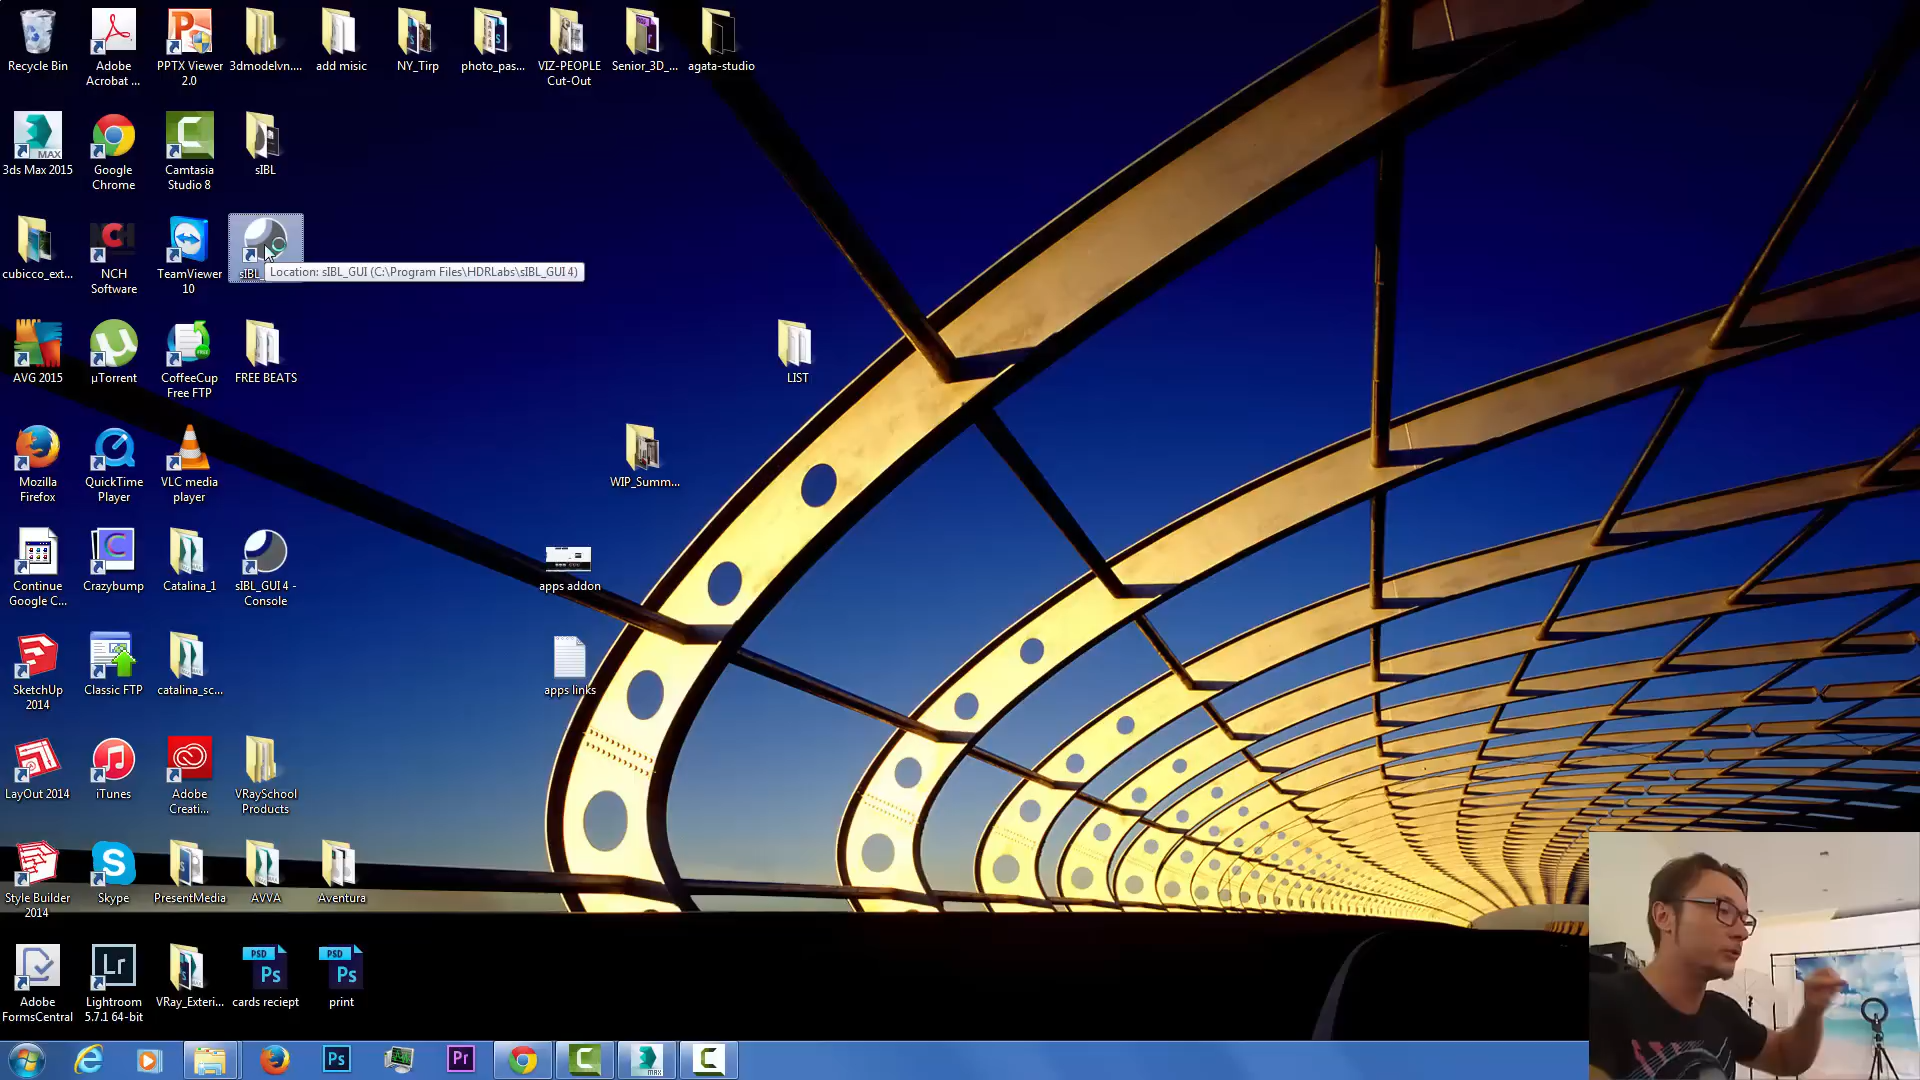 Recycle Bin
Adobe
Acrobat ...
PPTX Viewer
2.0
3dmodelvn....
add misic
NY_Tirp
photo_pas...
VIZ-PEOPLE
Cut-Out
Senior_3D_...
agata-studio
3ds Max 2015
Google
Chrome
Camtasia
Studio 8
sIBL
cubicco_ext...
NCH
Software
TeamViewer
10
sIBL_
Location: sIBL_GUI (C:\Program Files\HDRLabs\sIBL_GUI 4)
AVG 2015
µTorrent
CoffeeCup
Free FTP
FREE BEATS
LIST
Mozilla
Firefox
QuickTime
Player
VLC media
player
WIP_Summ...
Continue
Google C...
Crazybump
Catalina_1
sIBL_GUI 4 -
Console
apps addon
SketchUp
2014
Classic FTP
catalina_sc...
apps links
LayOut 2014
iTunes
Adobe
Creati...
VRaySchool
Products
Style Builder
2014
Skype
PresentMedia
AVVA
Aventura
Adobe
FormsCentral
Lightroom
5.7.1 64-bit
VRay_Exteri...
cards reciept
print